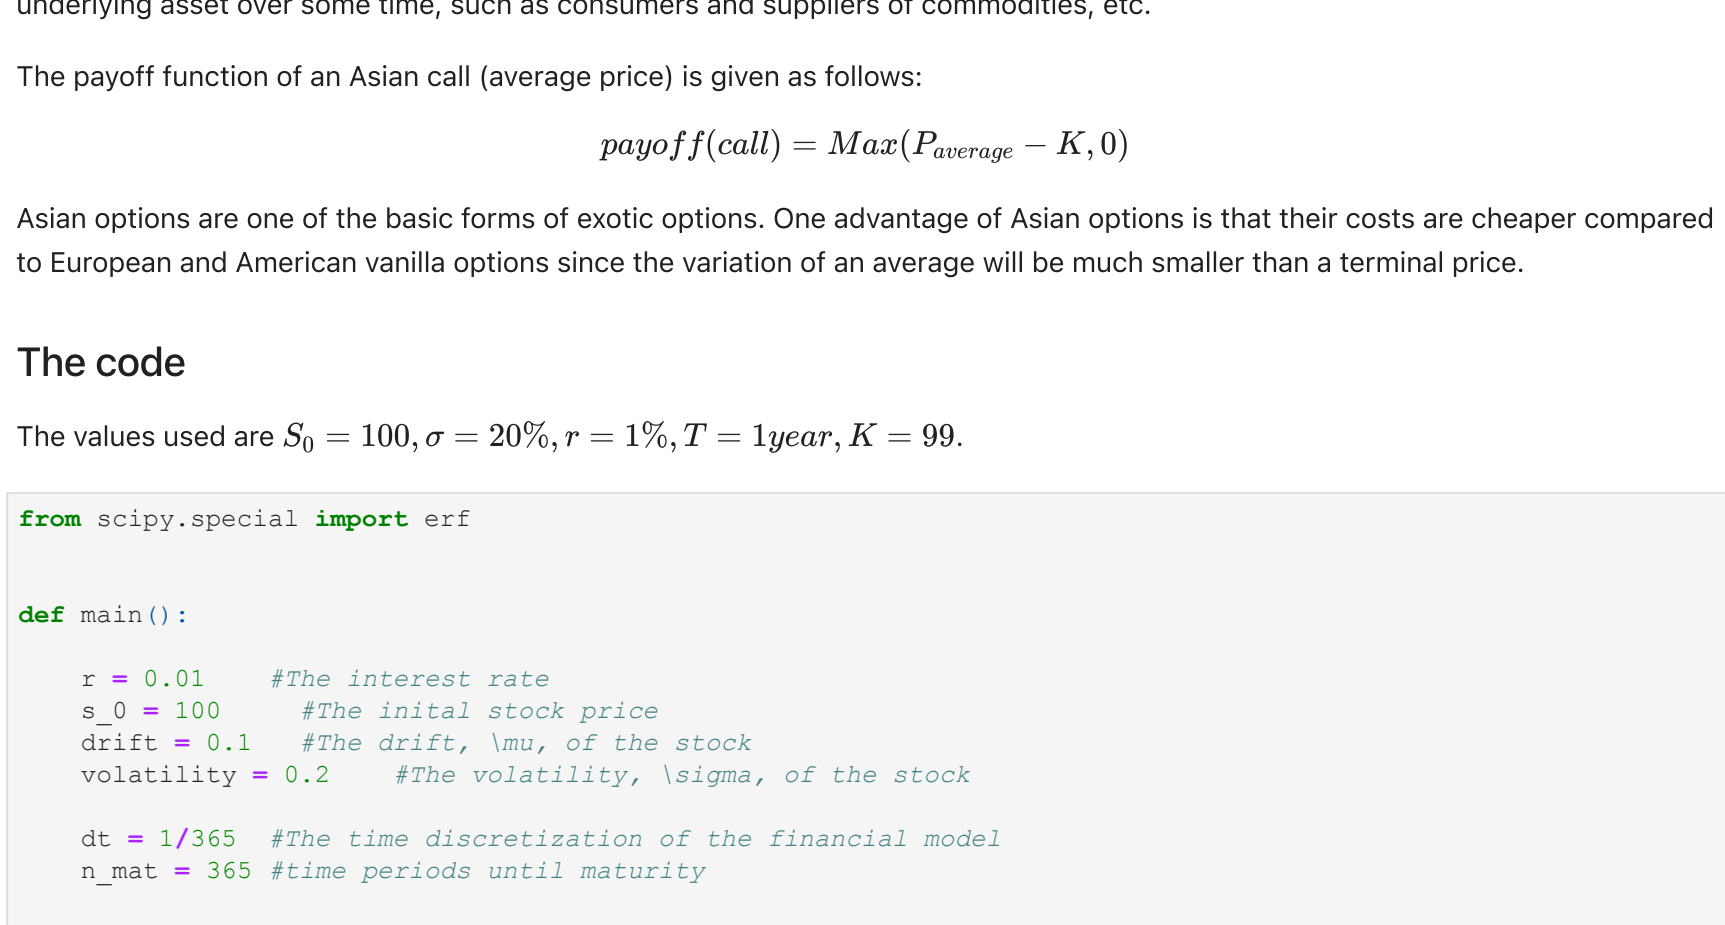 underlying asset over some time, such as consumers and suppliers of commodities, etc.
The payoff function of an Asian call (average price) is given as follows:
payoff(call) = Max(P_average − K, 0)
Asian options are one of the basic forms of exotic options. One advantage of Asian options is that their costs are cheaper compared
to European and American vanilla options since the variation of an average will be much smaller than a terminal price.
The code
The values used are S_0 = 100, σ = 20%, r = 1%, T = 1year, K = 99.
from scipy.special import erf
def main():
    r = 0.01    #The interest rate
    s_0 = 100     #The inital stock price
    drift = 0.1   #The drift, \mu, of the stock
    volatility = 0.2    #The volatility, \sigma, of the stock
    dt = 1/365  #The time discretization of the financial model
    n_mat = 365 #time periods until maturity